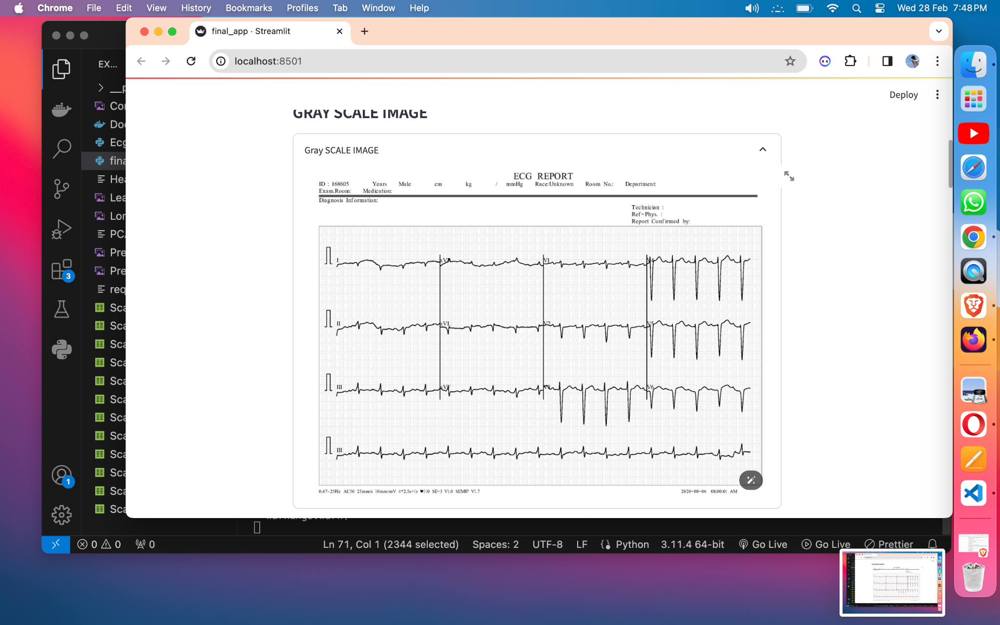 Chrome File Edit View History Bookmarks Profiles Tab Window Help Wed 28 Feb 7:48 PM
final_app · Streamlit
localhost:8501
EX...
Deploy
GRAY SCALE IMAGE
Gray SCALE IMAGE
ECG REPORT
ID : 168605 Years Male cm kg / mmHg Race:Unknown Room No.: Department:
Exam.Room: Medication:
Diagnosis Information:
Technician :
Ref-Phys. :
Report Confirmed by:
I aVR V1 V4
II aVL V2 V5
III aVF V3 V6
III
0.67~25Hz AC50 25mm/s 10mm/mV 4*2.5s+1r ♥110 SE-3 V1.0 SEMIP V1.7 2020-08-06 08:00:01 AM
__p
Cor
Doc
Ecg
fina
Hea
Lea
Lor
PCA
Pre
Pre
req
Sca
Sca
Sca
Sca
Sca
Sca
Sca
Sca
Sca
Sca
Sca
Sca
3
1
0 0 0 Ln 71, Col 1 (2344 selected) Spaces: 2 UTF-8 LF Python 3.11.4 64-bit Go Live Go Live Prettier